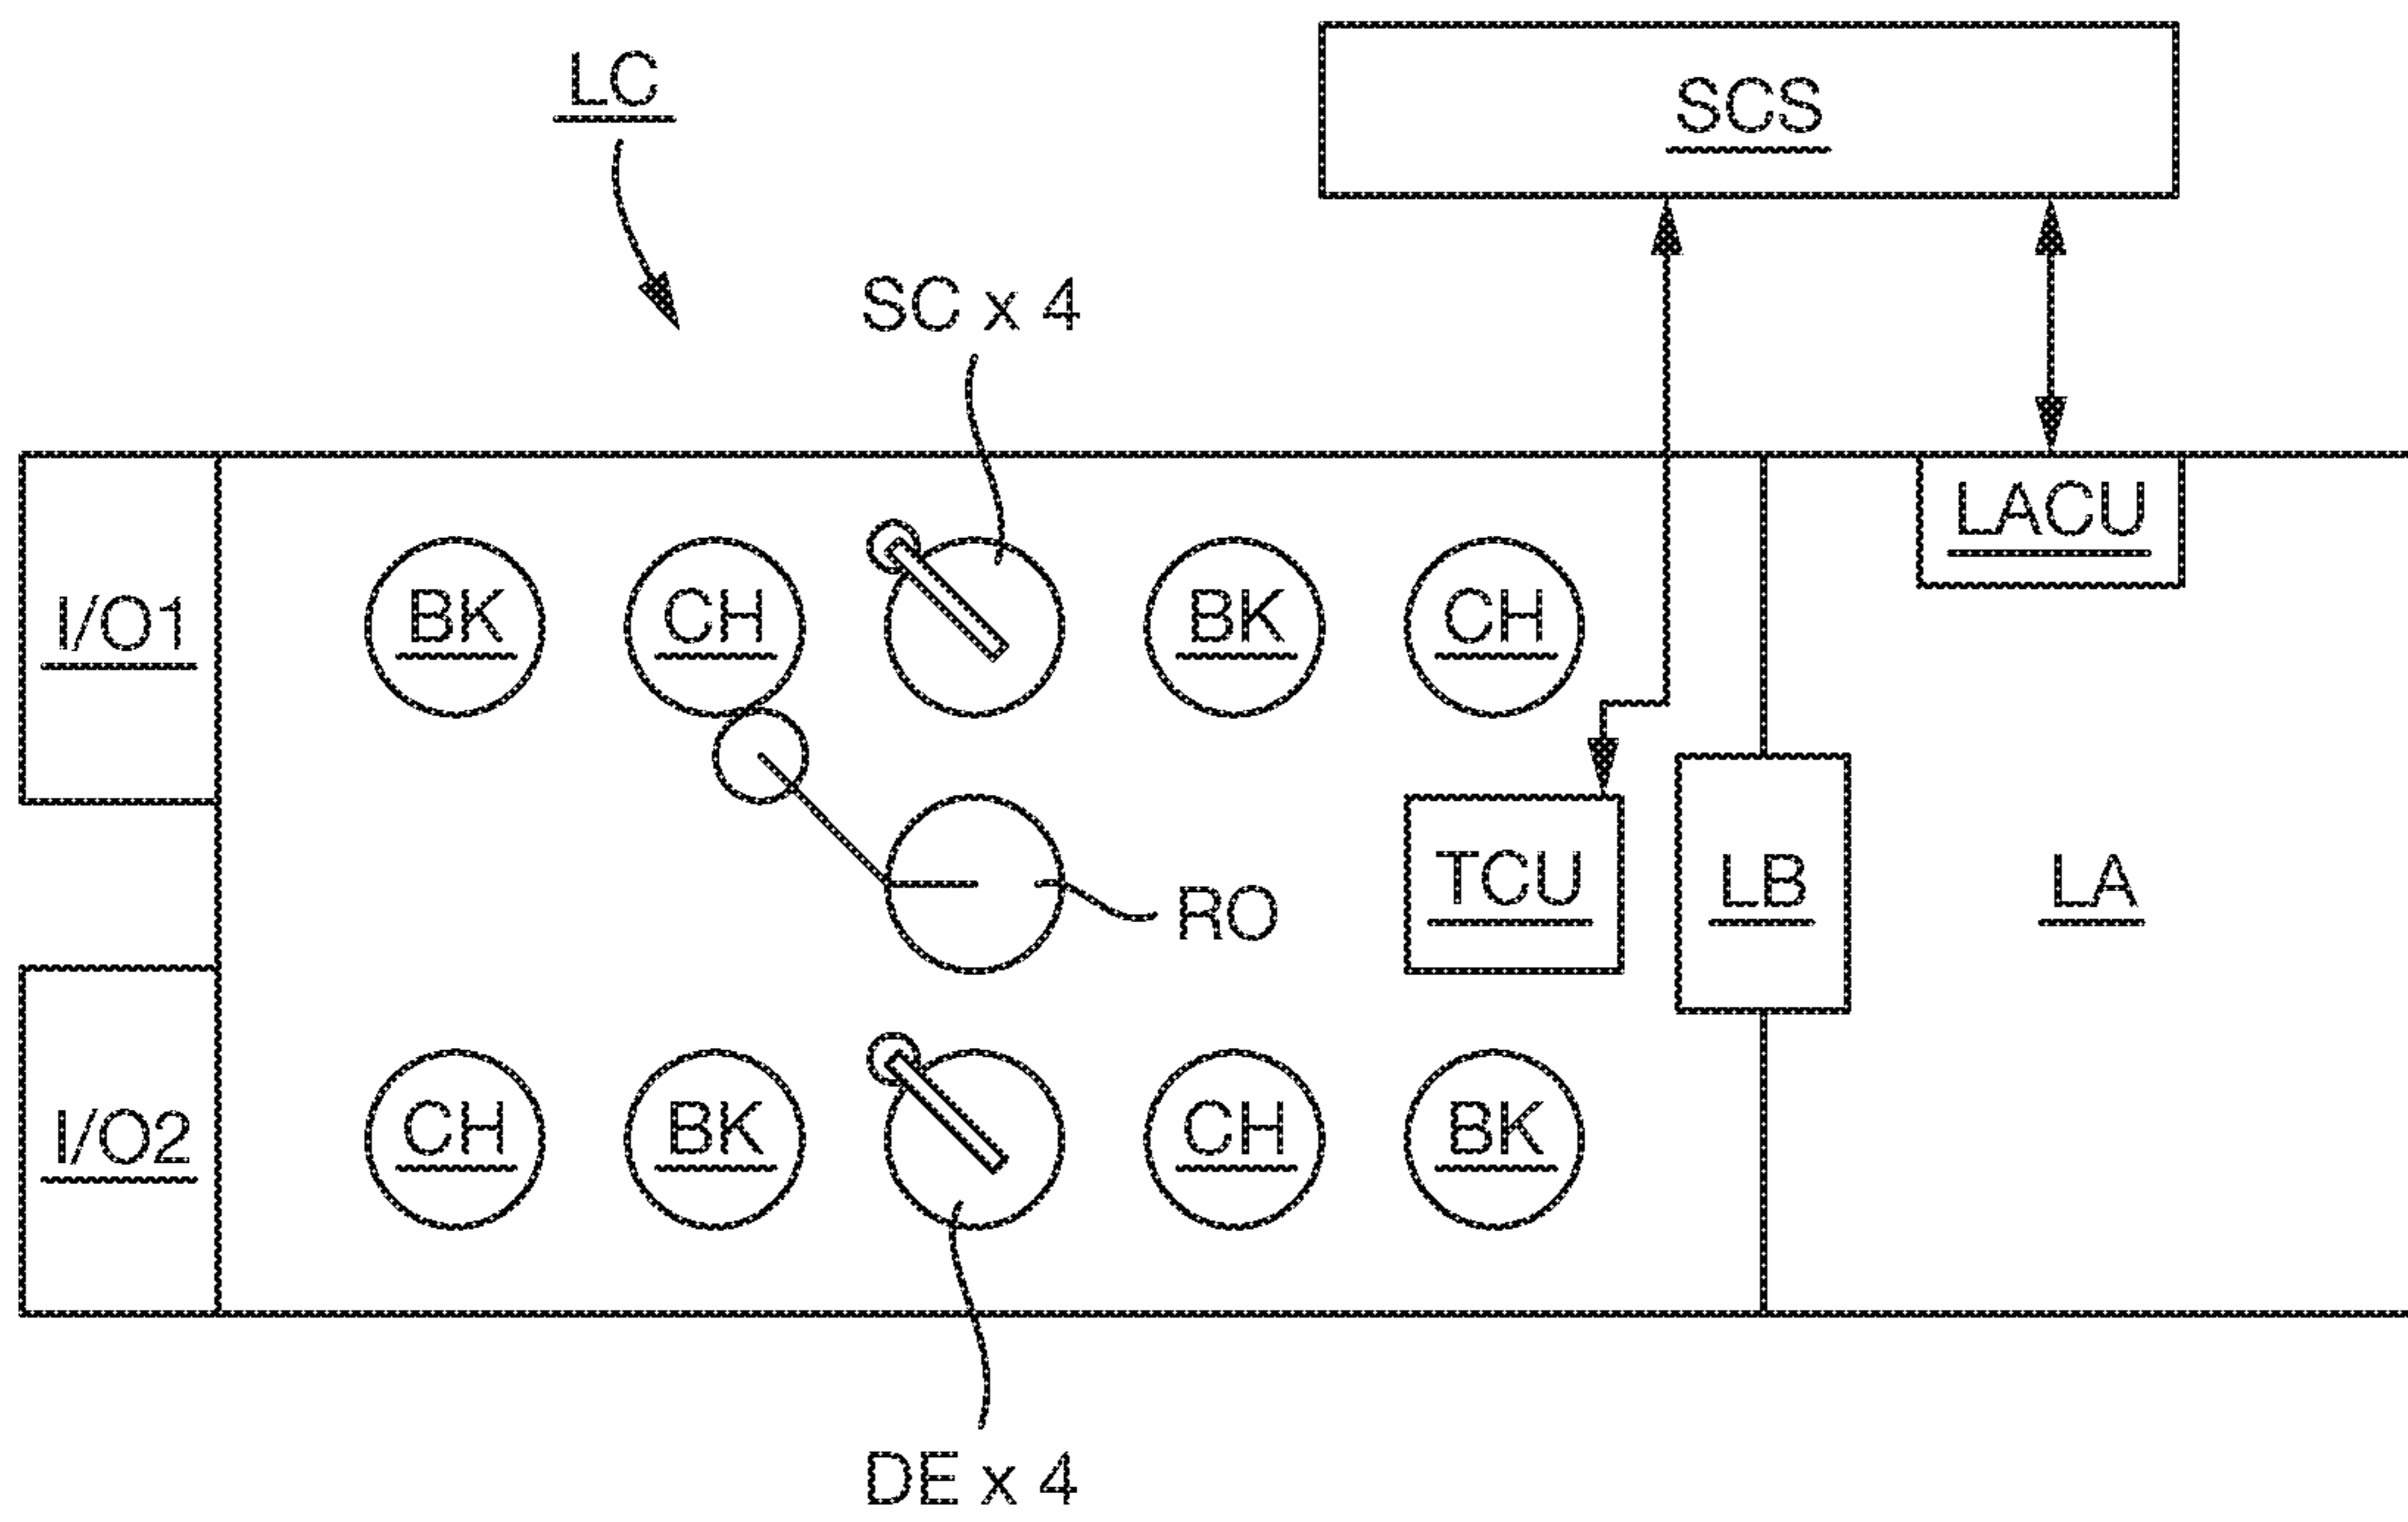 LC
SCS
SC x 4
LACU
I/O1
BK
CH
BK
CH
RO
TCU
LB
LA
I/O2
CH
BK
CH
BK
DE x 4